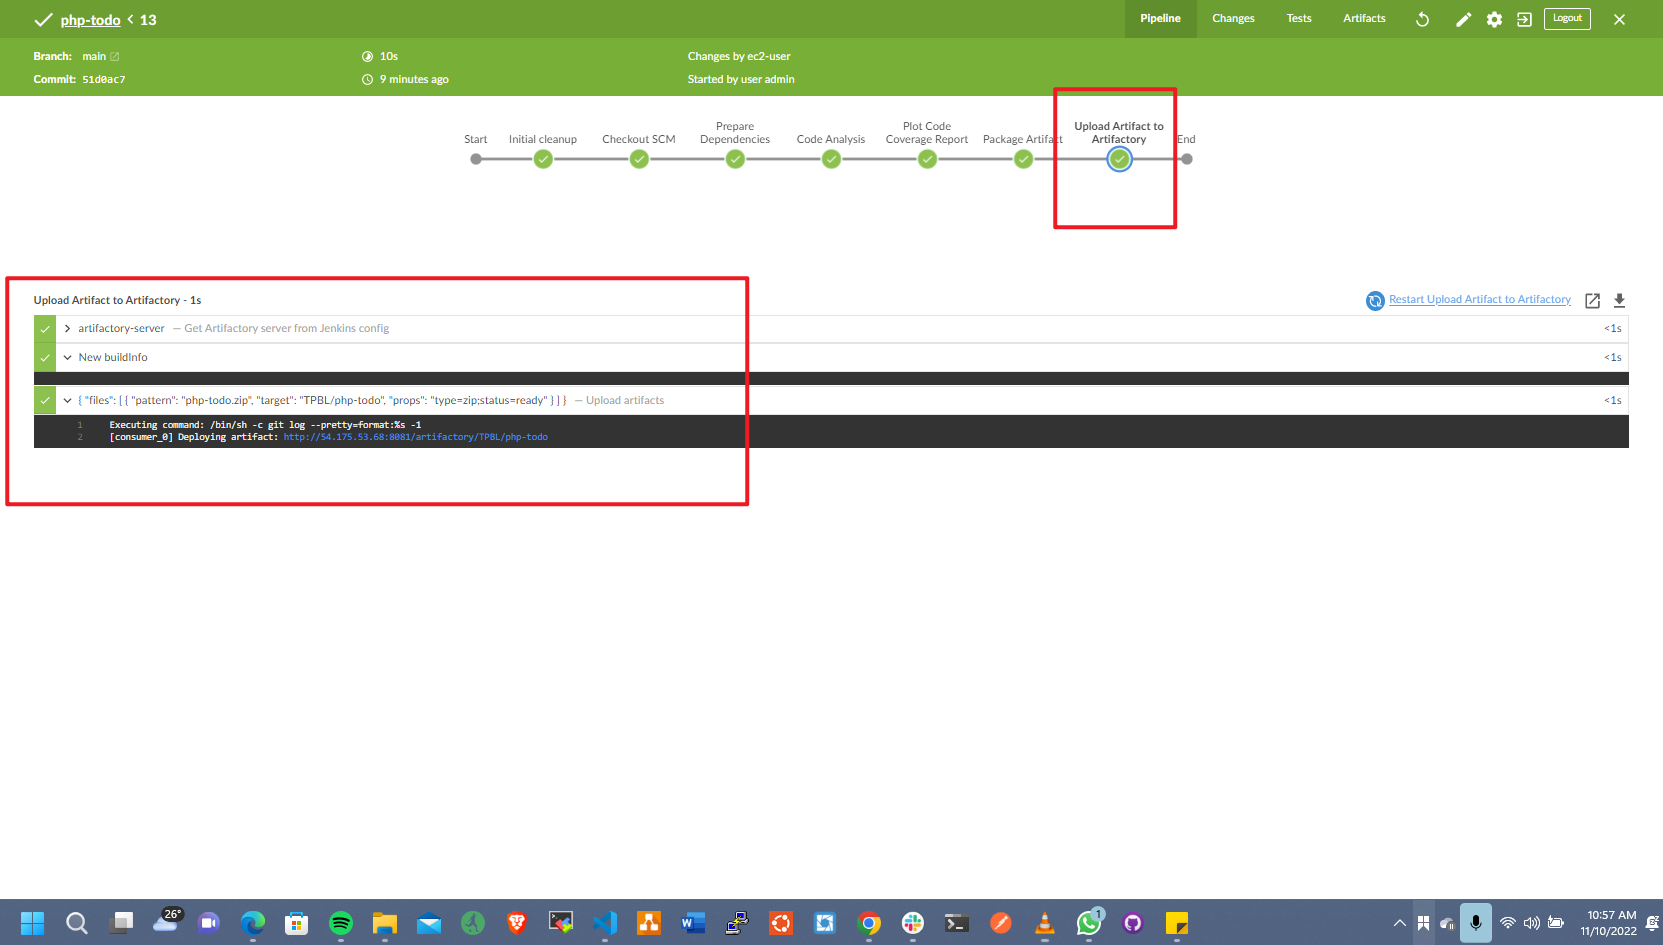 php-todo < 13
Pipeline
Changes
Tests
Artifacts
Logout
Branch: main
10s
Changes by ec2-user
Commit: 51d0ac7
9 minutes ago
Started by user admin
Start
Initial cleanup
Checkout SCM
Prepare
Dependencies
Code Analysis
Plot Code
Coverage Report
Package Artifact
Upload Artifact to
Artifactory
End
Upload Artifact to Artifactory - 1s
Restart Upload Artifact to Artifactory
artifactory-server — Get Artifactory server from Jenkins config
<1s
New buildInfo
<1s
{ "files": [ { "pattern": "php-todo.zip", "target": "TPBL/php-todo", "props": "type=zip;status=ready" } ] } — Upload artifacts
<1s
1 Executing command: /bin/sh -c git log --pretty=format:%s -1
2 [consumer_0] Deploying artifact: http://54.175.53.68:8081/artifactory/TPBL/php-todo
26°
1
10:57 AM
11/10/2022